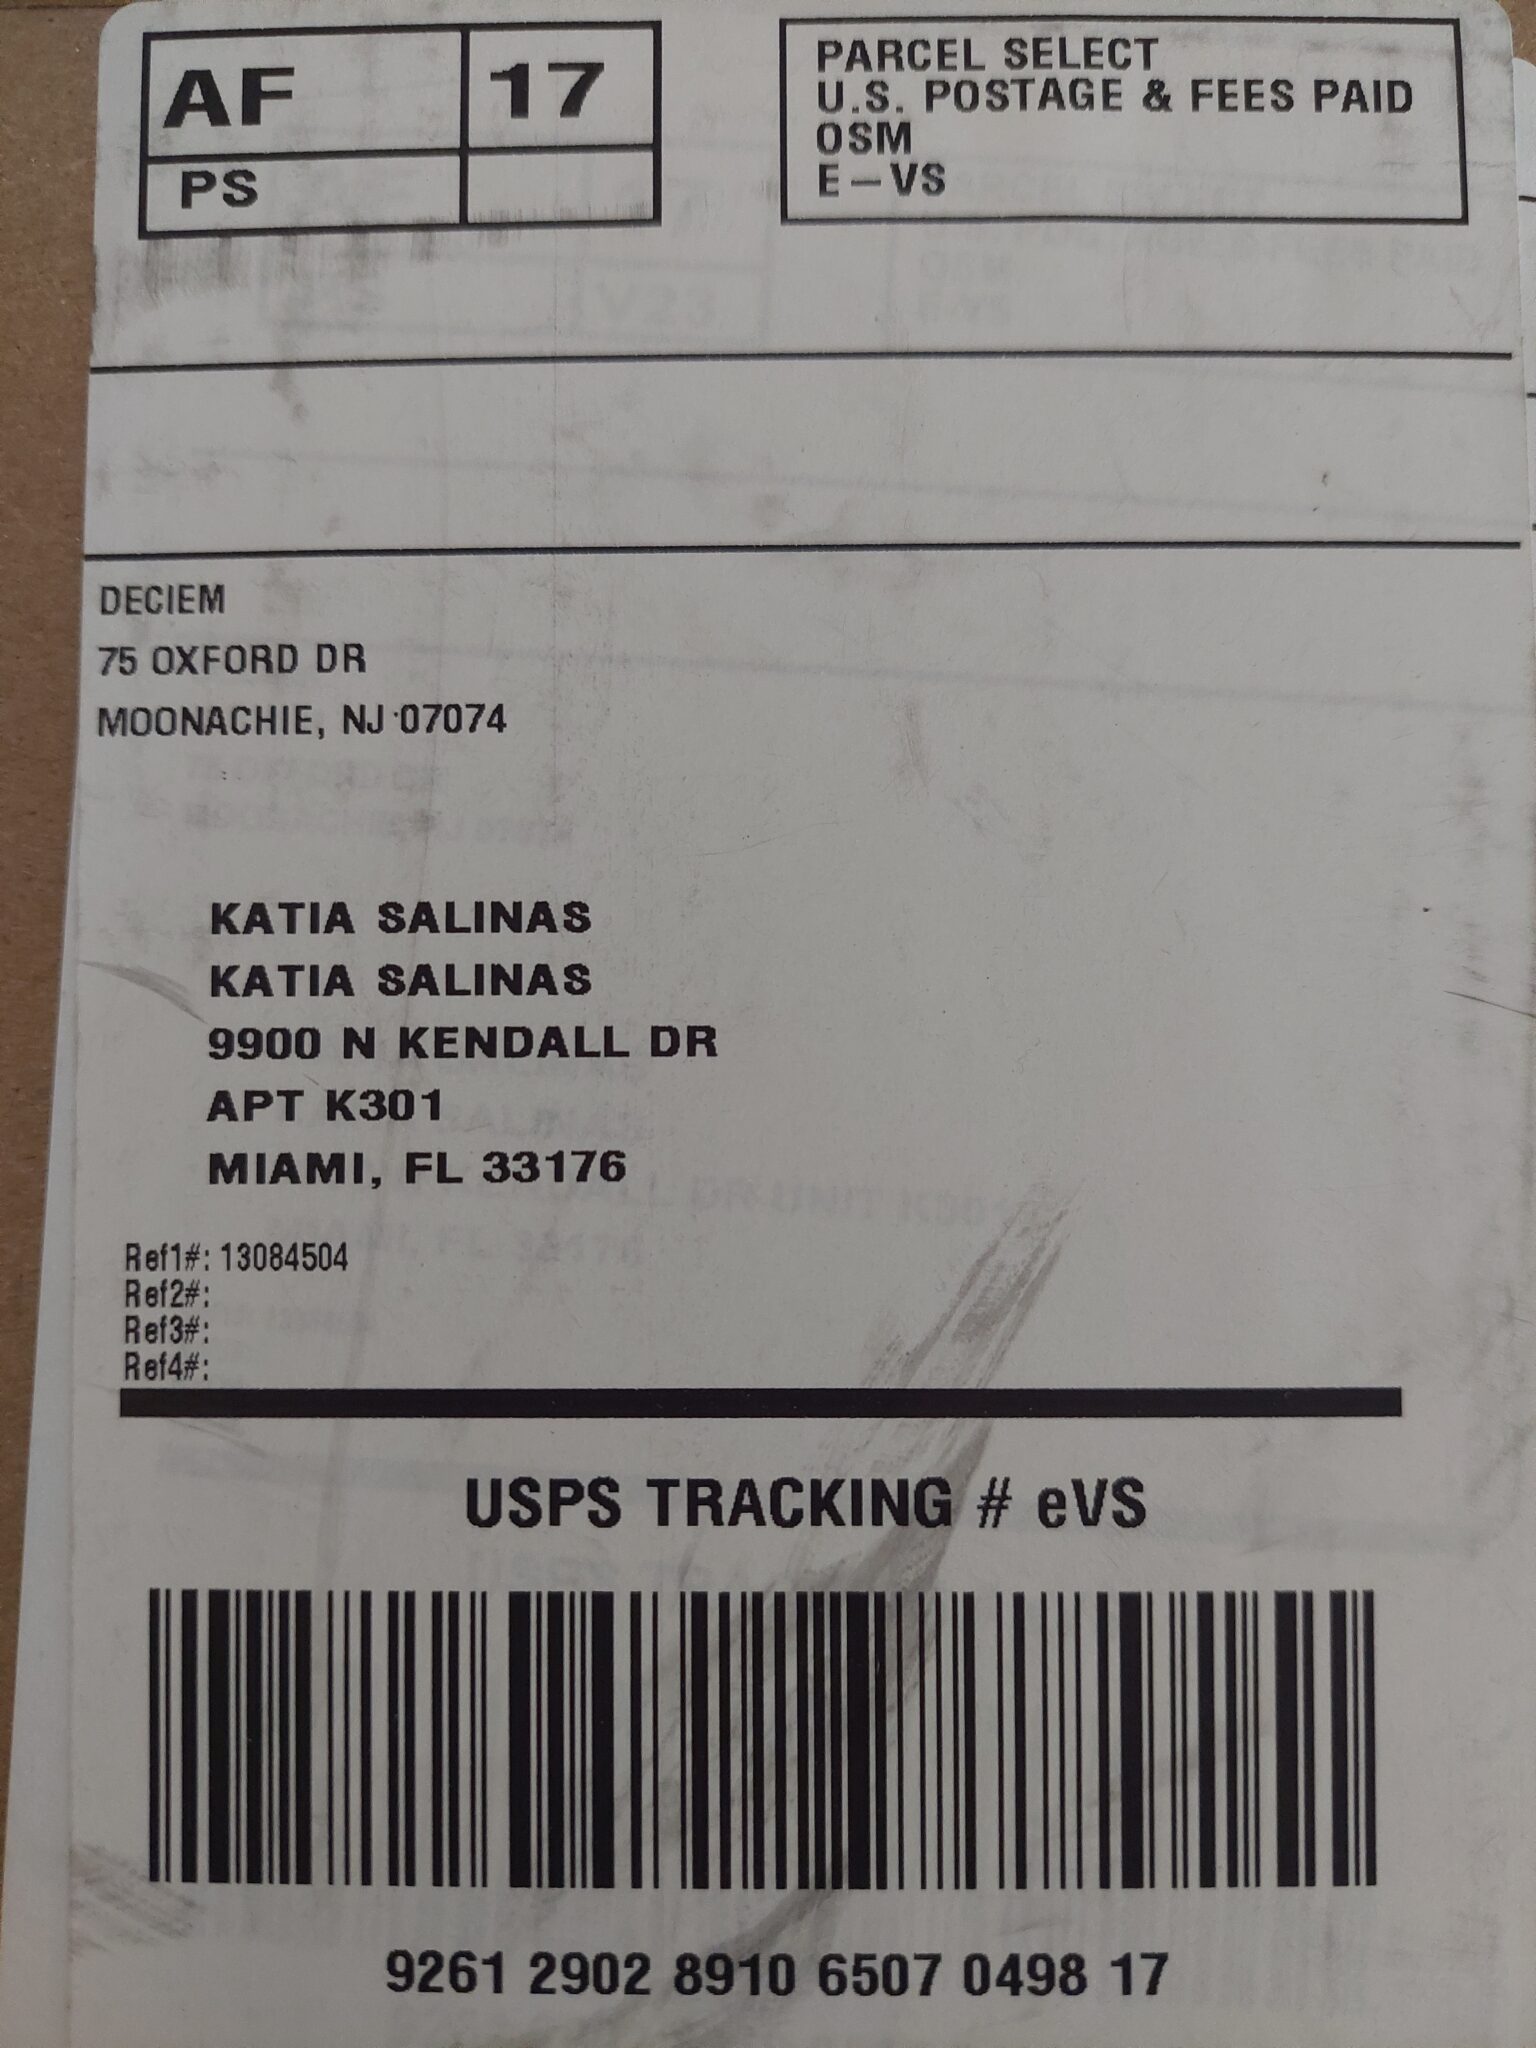 AF 17
PS
PARCEL SELECT
U.S. POSTAGE & FEES PAID
OSM
E-VS
DECIEM
75 OXFORD DR
MOONACHIE, NJ 07074
KATIA SALINAS
KATIA SALINAS
9900 N KENDALL DR
APT K301
MIAMI, FL 33176
Ref1#: 13084504
Ref2#:
Ref3#:
Ref4#:
USPS TRACKING # eVS
9261 2902 8910 6507 0498 17